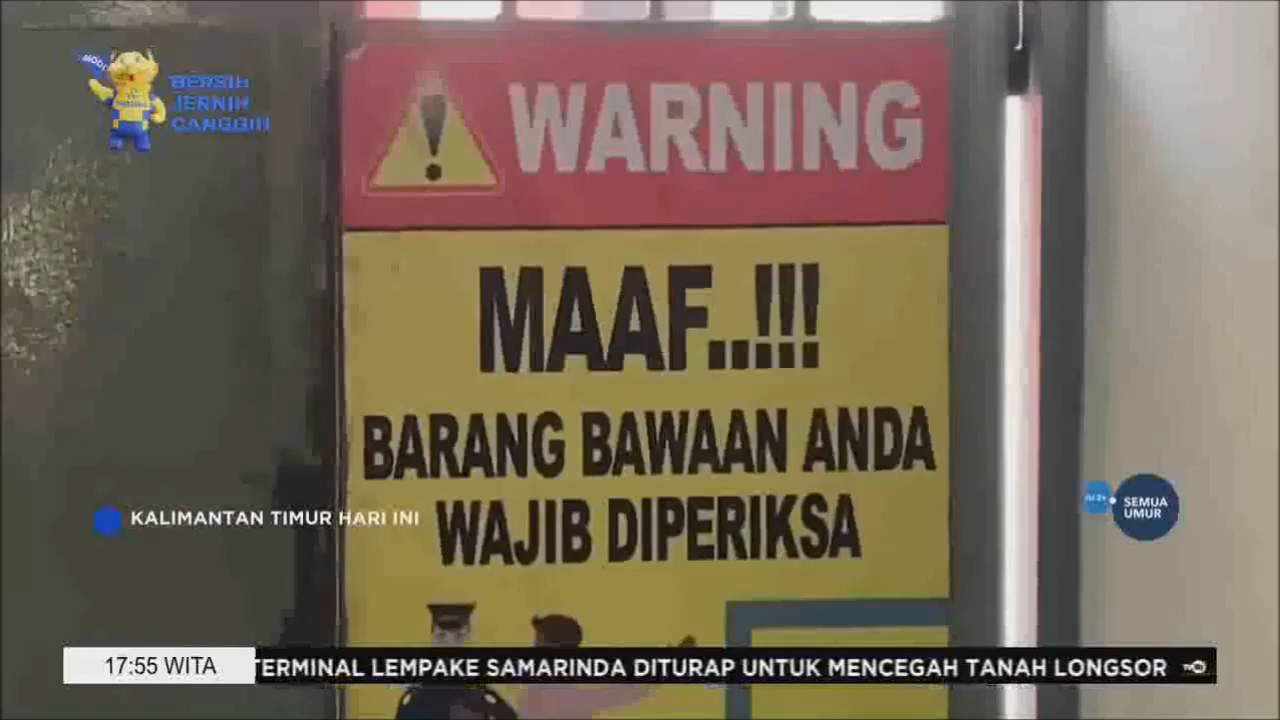 BERSIH
JERNIH
CANGGIH
WARNING
MAAF..!!!
BARANG BAWAAN ANDA
WAJIB DIPERIKSA
KALIMANTAN TIMUR HARI INI
SEMUA
UMUR
17:55 WITA
TERMINAL LEMPAKE SAMARINDA DITURAP UNTUK MENCEGAH TANAH LONGSOR